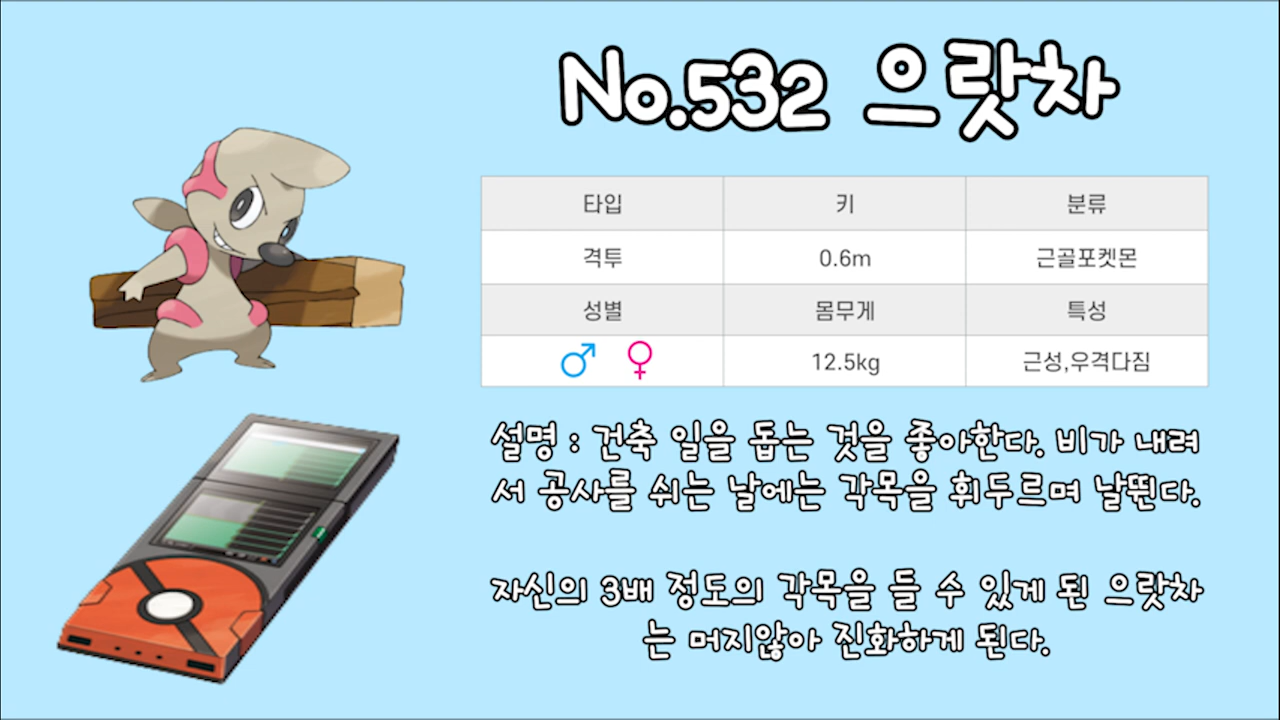 No.532 으랏차
타입 키 분류
격투 0.6m 근골포켓몬
성별 몸무게 특성
♂ ♀ 12.5kg 근성,우격다짐
설명 : 건축 일을 돕는 것을 좋아한다. 비가 내려
서 공사를 쉬는 날에는 각목을 휘두르며 날뛴다.
자신의 3배 정도의 각목을 들 수 있게 된 으랏차
는 머지않아 진화하게 된다.